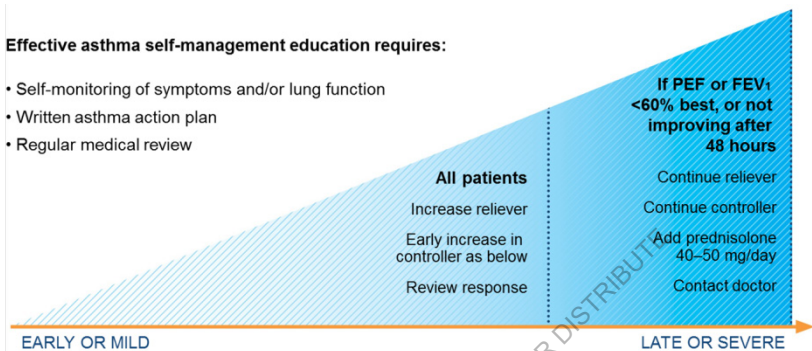 Effective asthma self-management education requires:
• Self-monitoring of symptoms and/or lung function
• Written asthma action plan
• Regular medical review
All patients
Increase reliever
Early increase in
controller as below
Review response
If PEF or FEV₁
<60% best, or not
improving after
48 hours
Continue reliever
Continue controller
Add prednisolone
40–50 mg/day
Contact doctor
R DISTRIBUTE
EARLY OR MILD
LATE OR SEVERE